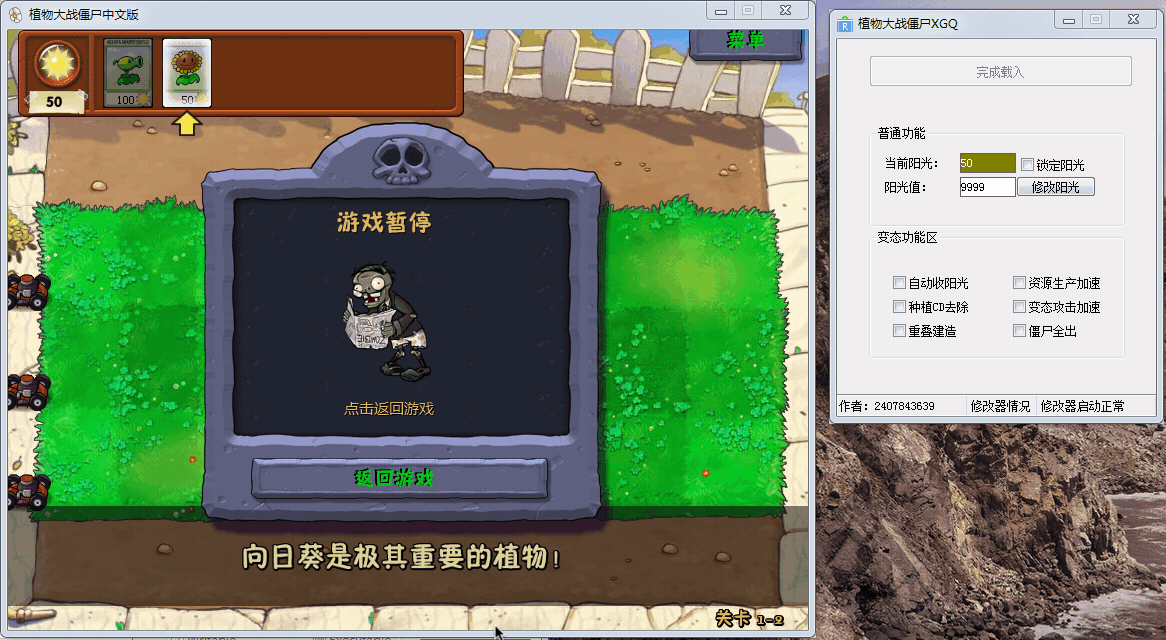 植物大战僵尸中文版
50
100
50
菜单
游戏暂停
点击返回游戏
返回游戏
向日葵是极其重要的植物！
关卡 1-2
植物大战僵尸XGQ
完成载入
普通功能
当前阳光： 50 锁定阳光
阳光值： 9999 修改阳光
变态功能区
自动收阳光 资源生产加速
种植CD去除 变态攻击加速
重叠建造 僵尸全出
作者：2407843639 修改器情况 修改器启动正常